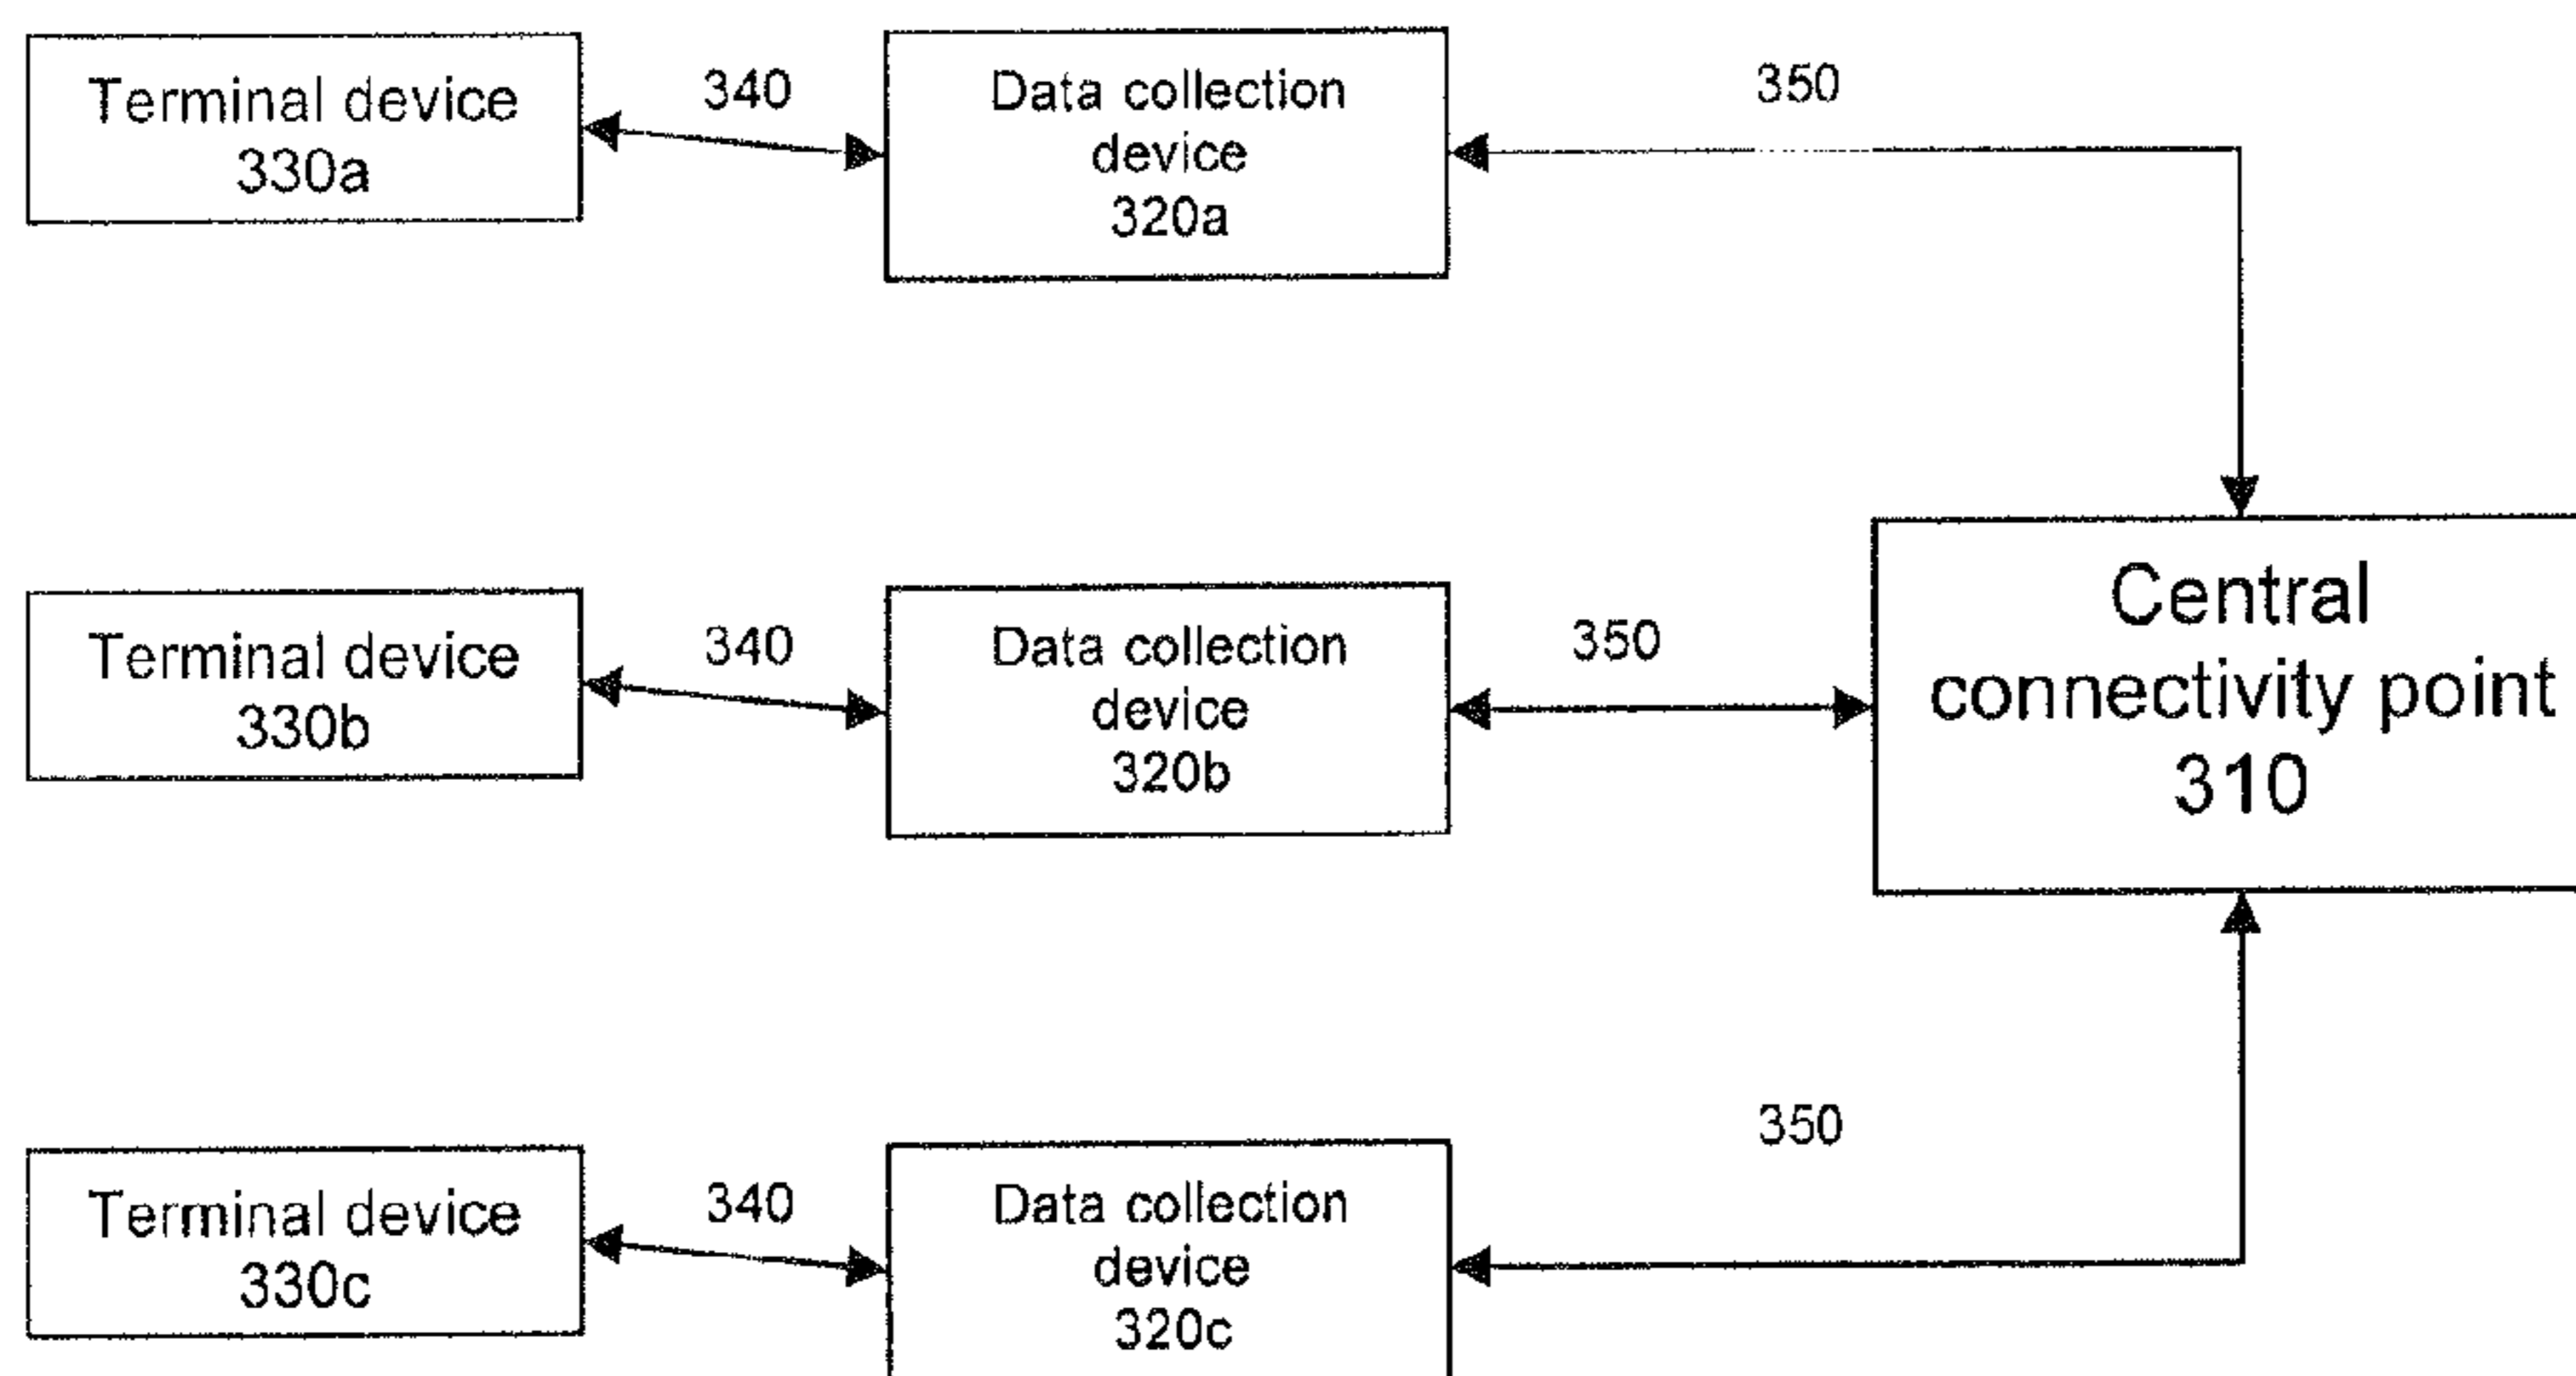 Terminal device
330a
340
Data collection
device
320a
350
Terminal device
330b
340
Data collection
device
320b
350
Central
connectivity point
310
Terminal device
330c
340
Data collection
device
320c
350